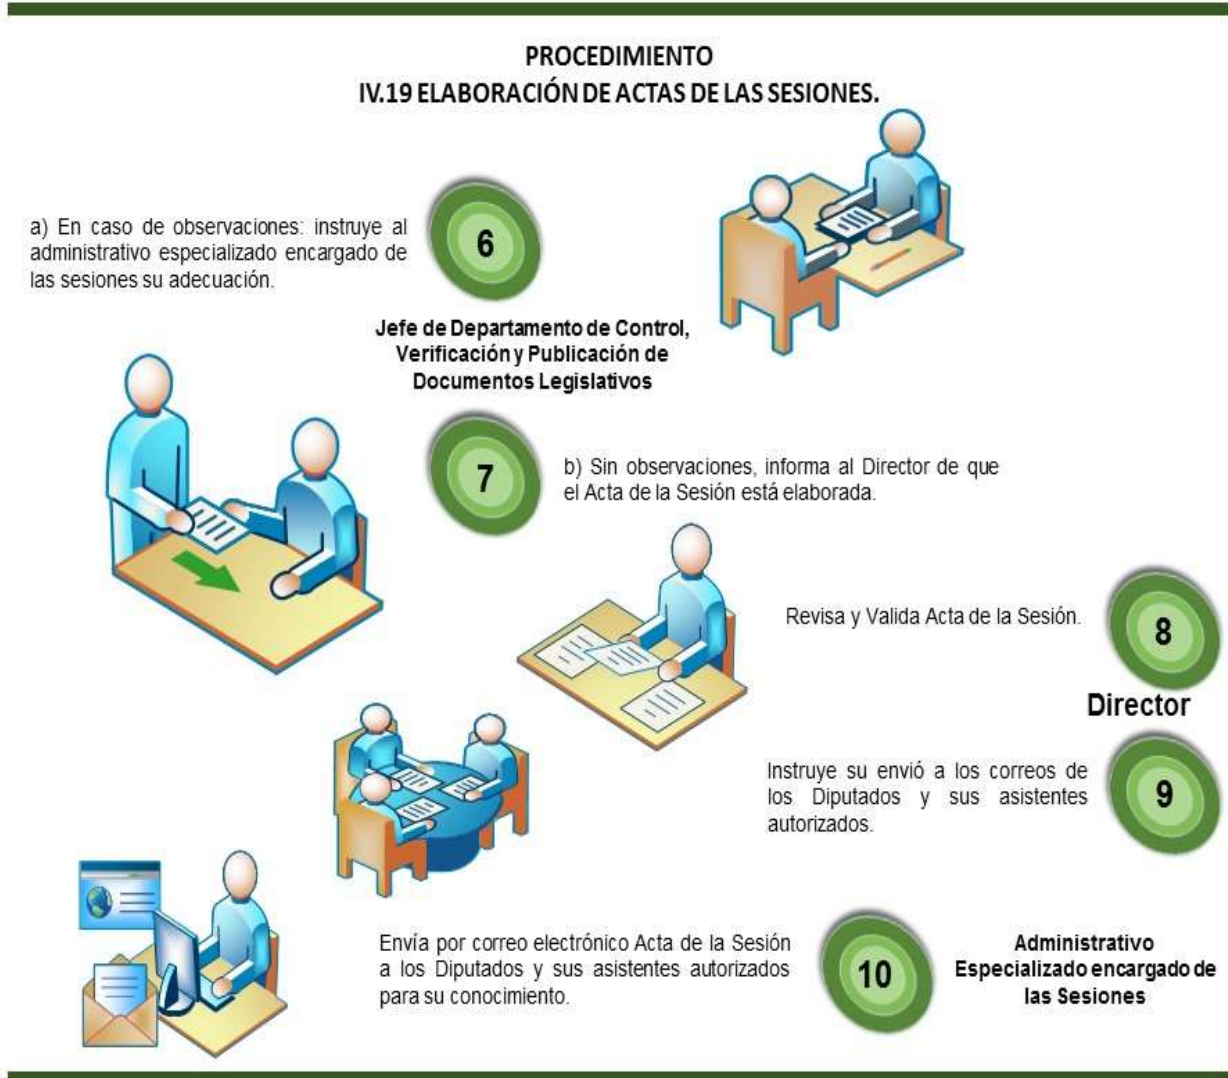 PROCEDIMIENTO
IV.19 ELABORACIÓN DE ACTAS DE LAS SESIONES.
a) En caso de observaciones: instruye al
administrativo especializado encargado de
las sesiones su adecuación.
6
Jefe de Departamento de Control,
Verificación y Publicación de
Documentos Legislativos
7
b) Sin observaciones, informa al Director de que
el Acta de la Sesión está elaborada.
Revisa y Valida Acta de la Sesión.
8
Director
Instruye su envió a los correos de
los Diputados y sus asistentes
autorizados.
9
Envía por correo electrónico Acta de la Sesión
a los Diputados y sus asistentes autorizados
para su conocimiento.
10
Administrativo
Especializado encargado de
las Sesiones